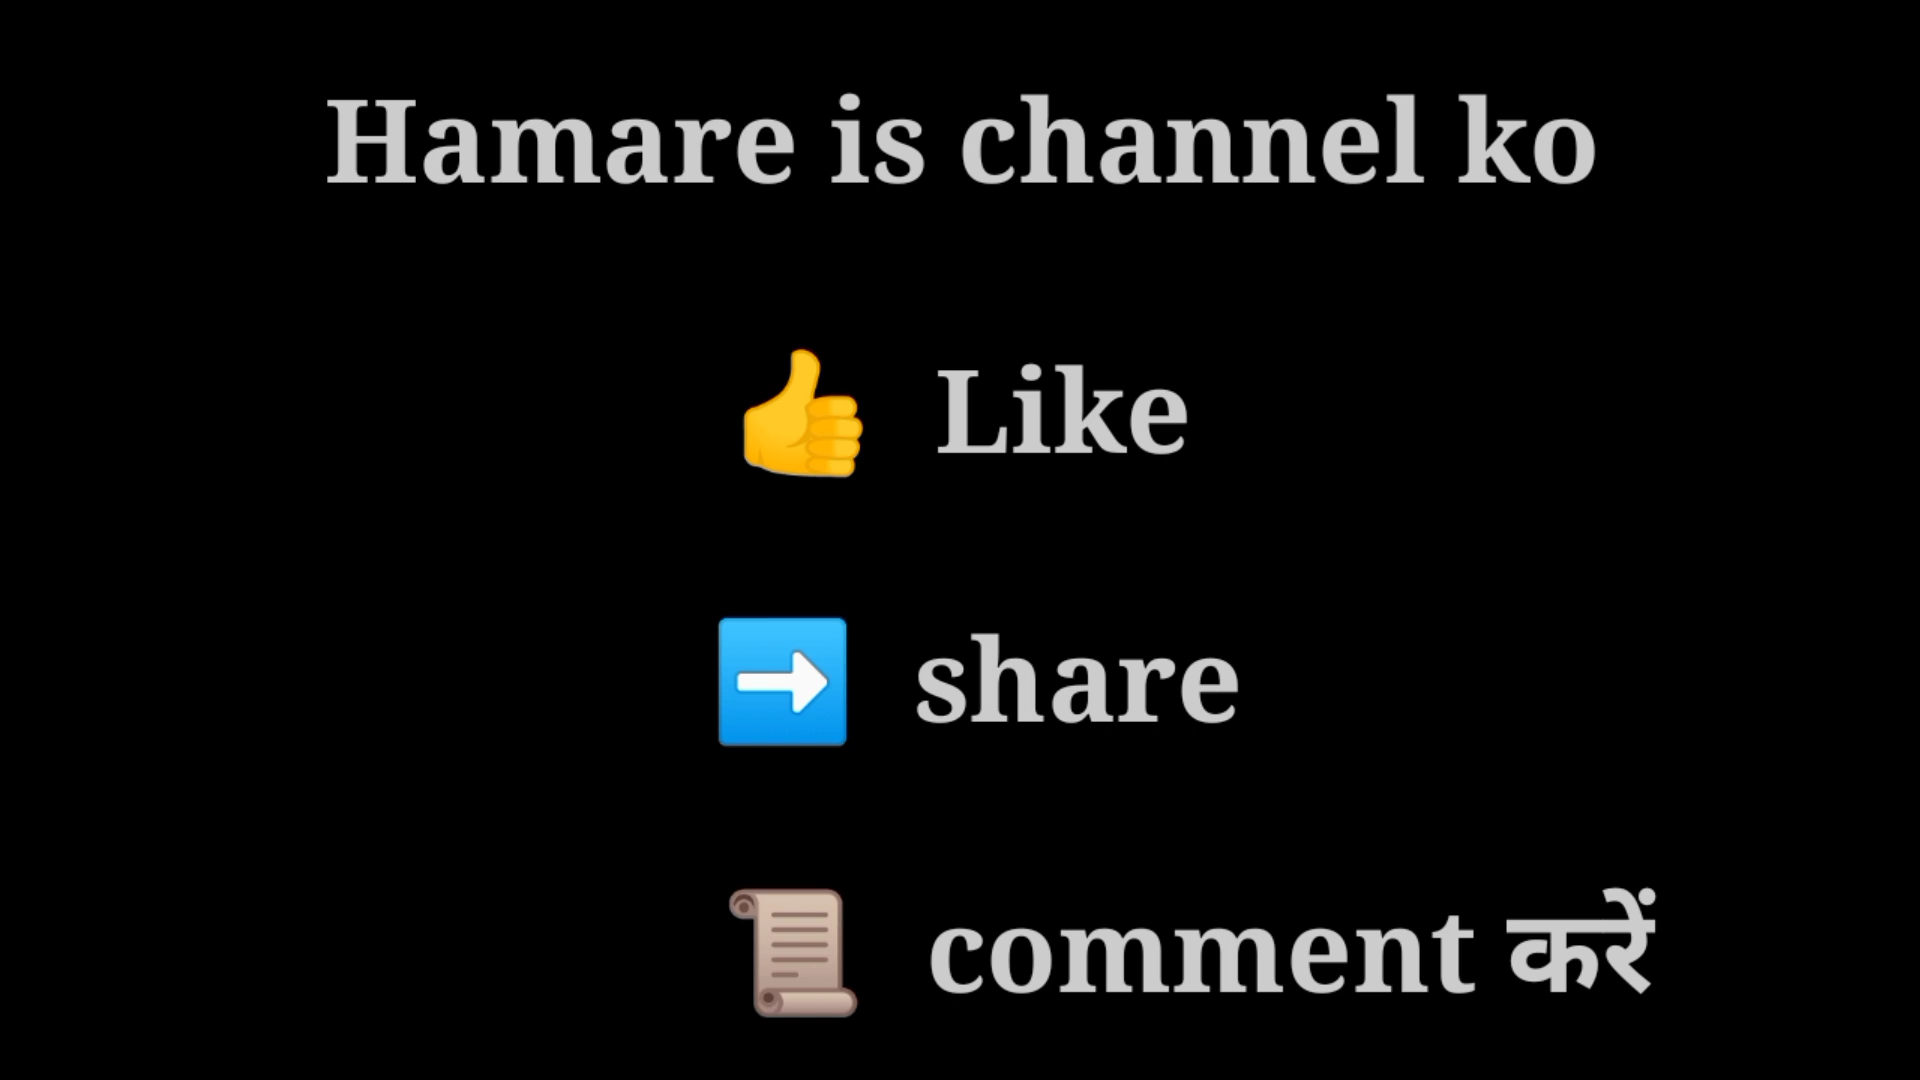 Hamare is channel ko
👍 Like
➡️ share
📜 comment करें